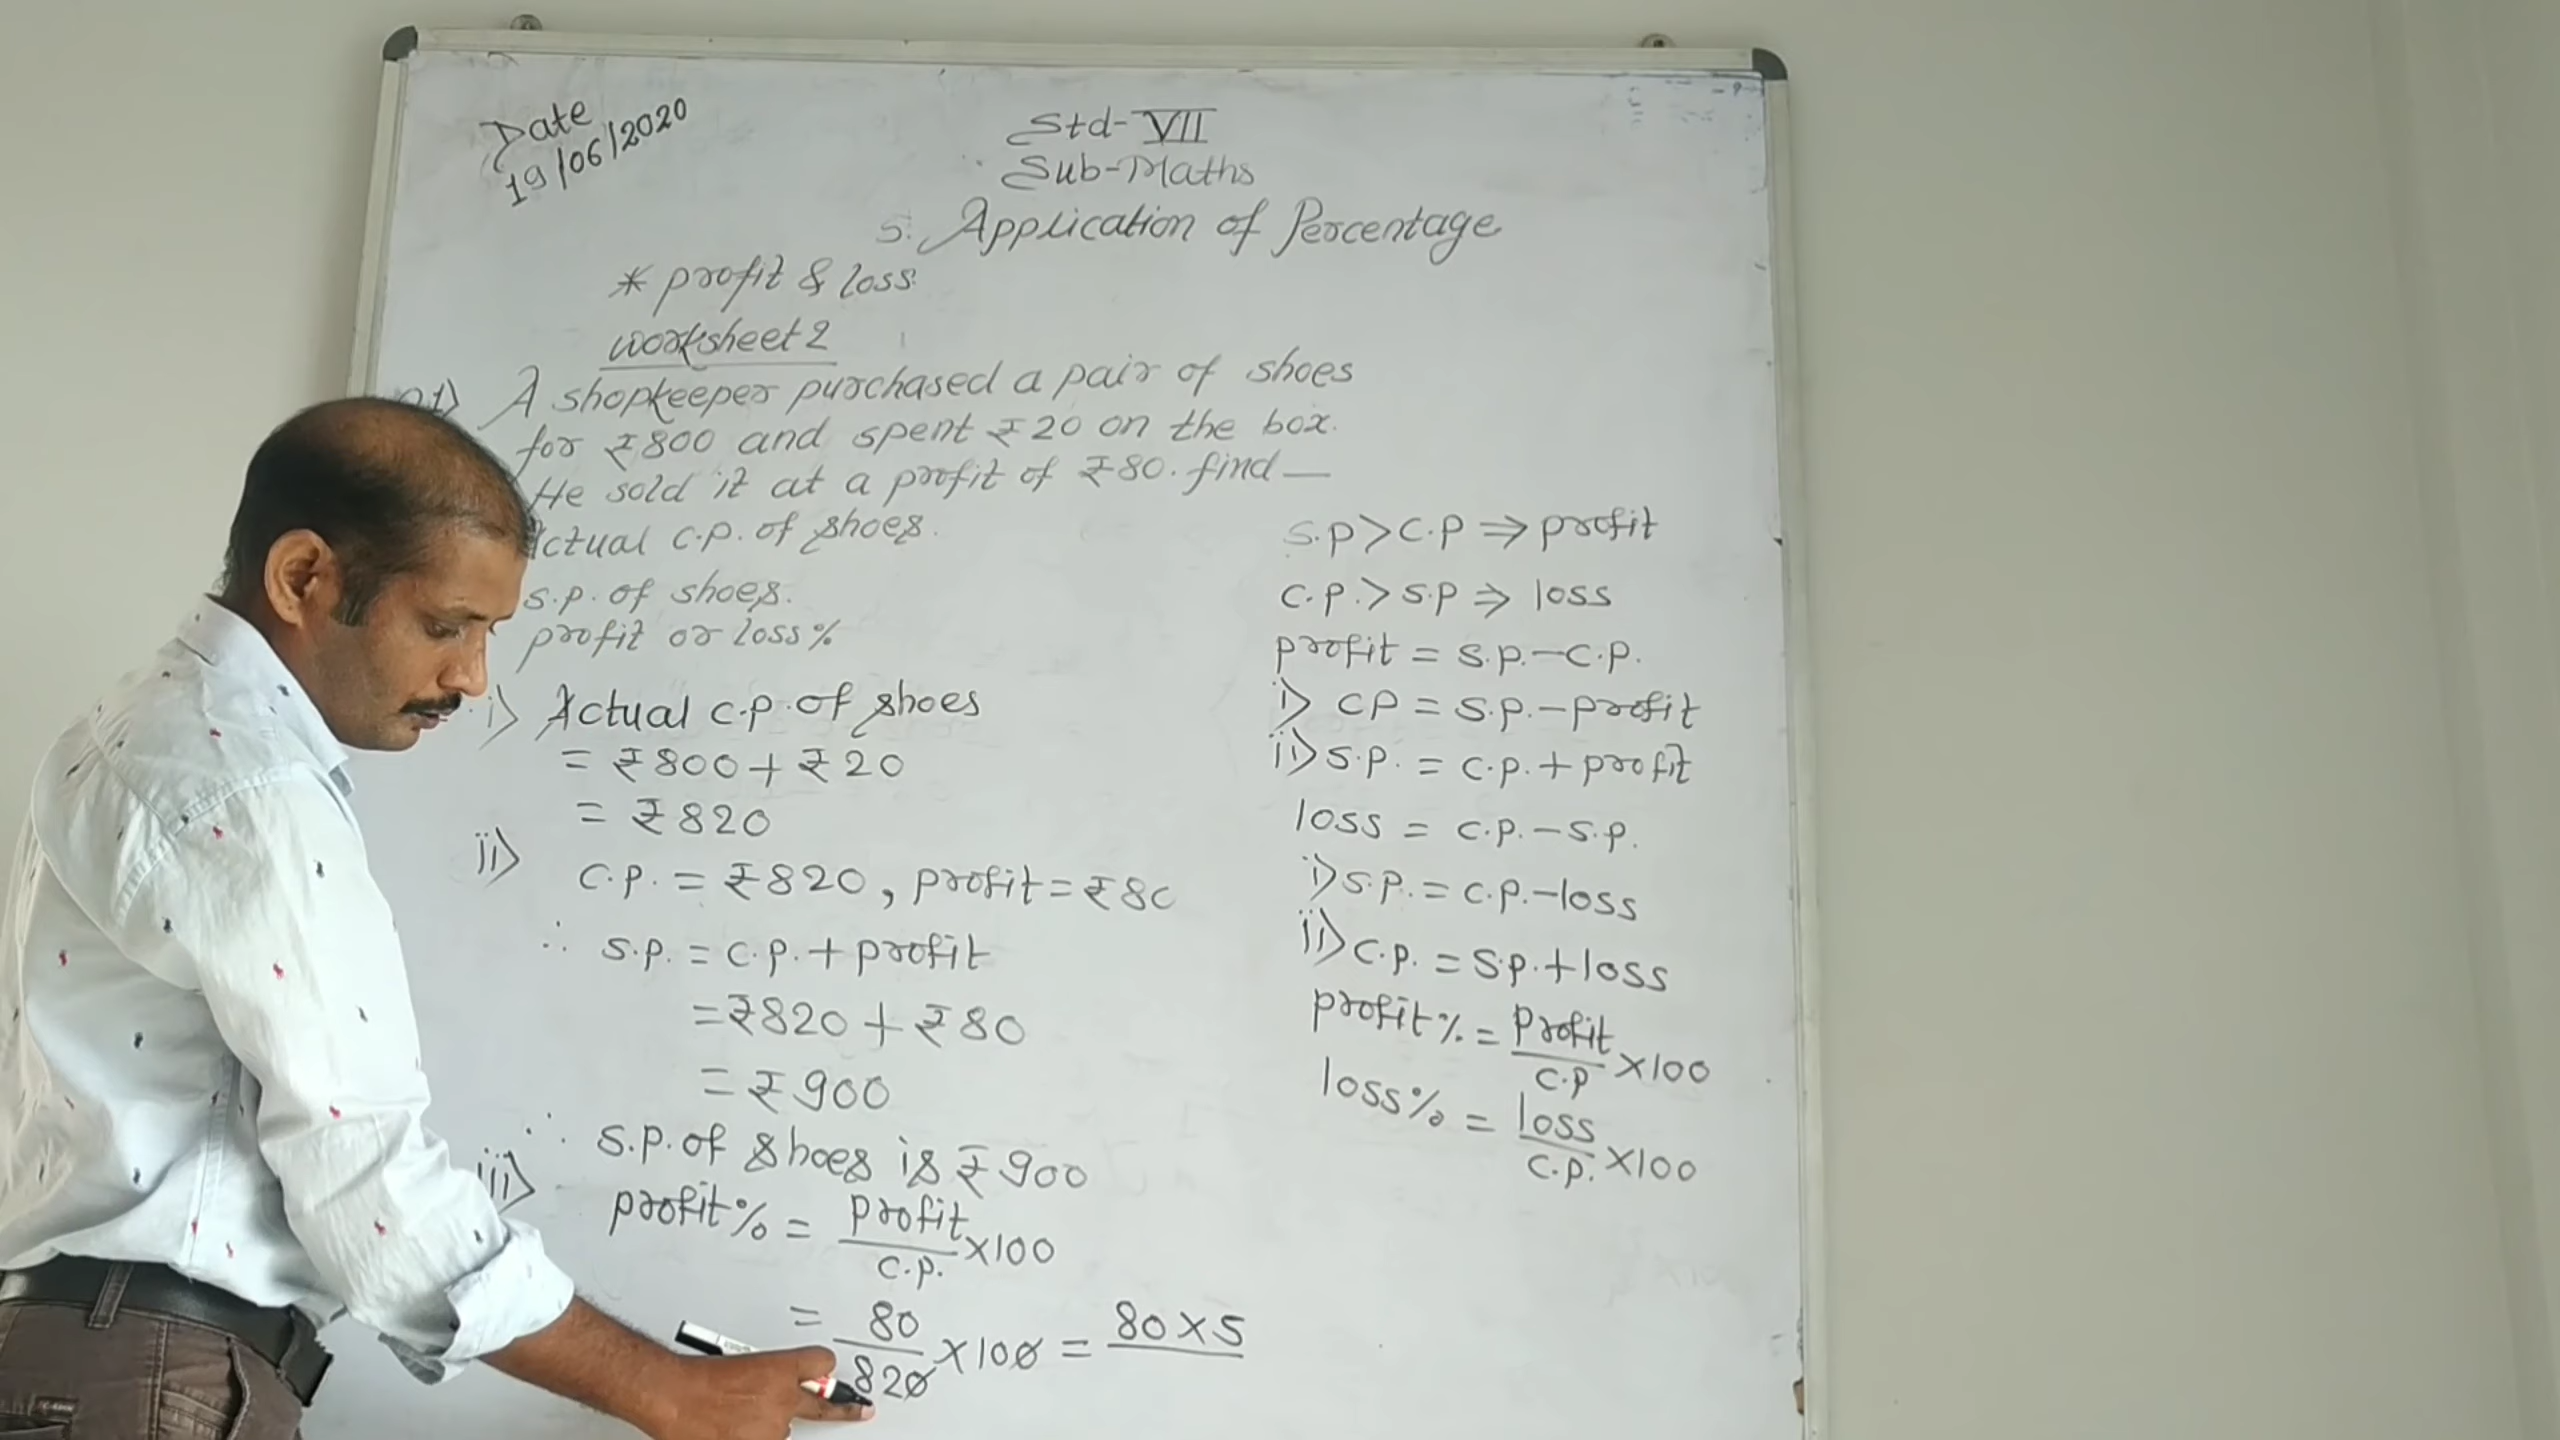 Date
19/06/2020
Std-VII
Sub-Maths
5. Application of Percentage
* profit & loss
worksheet 2
Q1) A shopkeeper purchased a pair of shoes
for ₹800 and spent ₹20 on the box.
He sold it at a profit of ₹80. find —
Actual c.p. of shoes.
s.p. of shoes.
profit or loss%
i) Actual c.p. of shoes
= ₹800 + ₹20
= ₹820
ii)
c.p. = ₹820, profit = ₹80
∴ s.p. = c.p. + profit
= ₹820 + ₹80
= ₹900
∴ s.p. of shoes is ₹900
iii)
profit% = profit/c.p. ×100
= 80/820 ×100 = 80×5
s.p > c.p ⇒ profit
c.p. > s.p ⇒ loss
profit = s.p. – c.p.
i) cp = s.p. – profit
ii) s.p. = c.p. + profit
loss = c.p. – s.p.
i) s.p. = c.p. – loss
ii) c.p. = s.p. + loss
profit% = profit/c.p ×100
loss% = loss/c.p. ×100